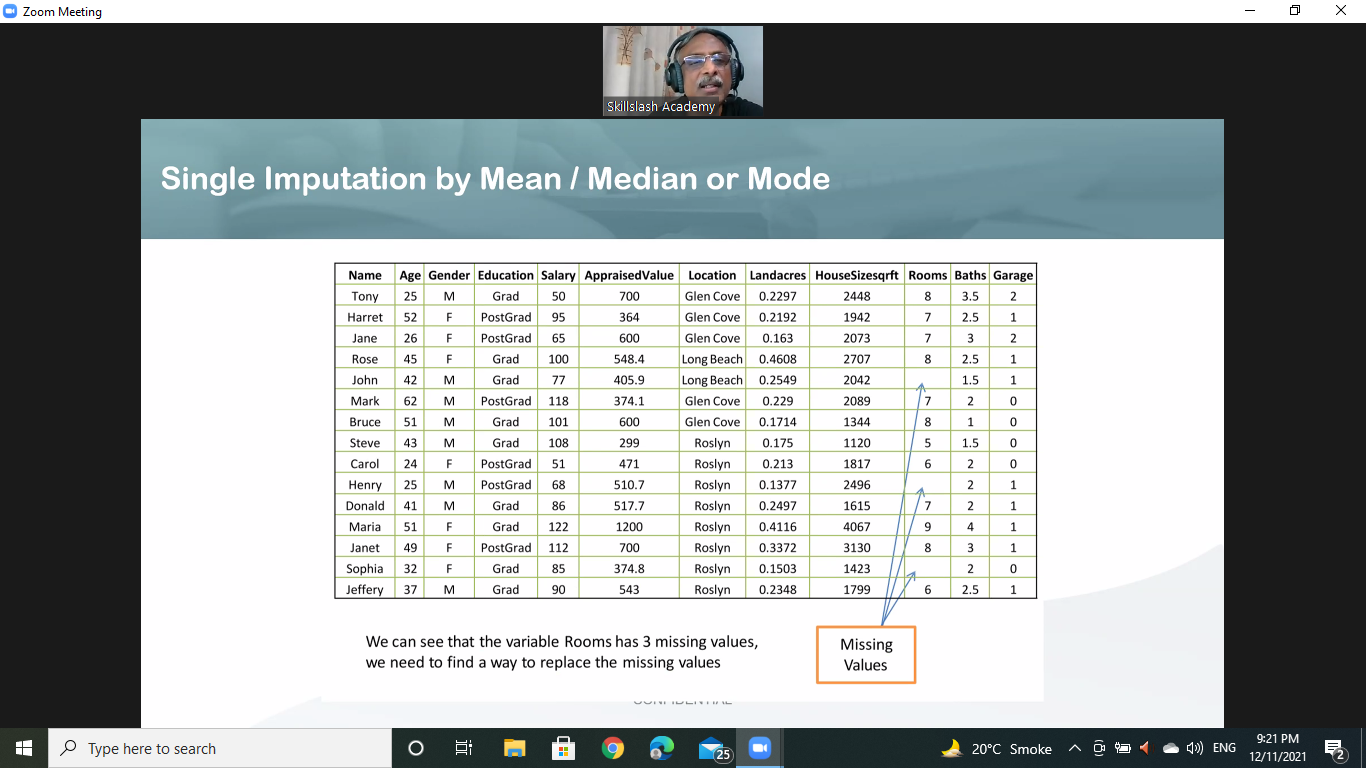 Zoom Meeting
Skillslash Academy
Single Imputation by Mean / Median or Mode
Name Age Gender Education Salary AppraisedValue Location Landacres HouseSizesqrft Rooms Baths Garage
Tony 25 M Grad 50 700 Glen Cove 0.2297 2448 8 3.5 2
Harret 52 F PostGrad 95 364 Glen Cove 0.2192 1942 7 2.5 1
Jane 26 F PostGrad 65 600 Glen Cove 0.163 2073 7 3 2
Rose 45 F Grad 100 548.4 Long Beach 0.4608 2707 8 2.5 1
John 42 M Grad 77 405.9 Long Beach 0.2549 2042 1.5 1
Mark 62 M PostGrad 118 374.1 Glen Cove 0.229 2089 7 2 0
Bruce 51 M Grad 101 600 Glen Cove 0.1714 1344 8 1 0
Steve 43 M Grad 108 299 Roslyn 0.175 1120 5 1.5 0
Carol 24 F PostGrad 51 471 Roslyn 0.213 1817 6 2 0
Henry 25 M PostGrad 68 510.7 Roslyn 0.1377 2496 2 1
Donald 41 M Grad 86 517.7 Roslyn 0.2497 1615 7 2 1
Maria 51 F Grad 122 1200 Roslyn 0.4116 4067 9 4 1
Janet 49 F PostGrad 112 700 Roslyn 0.3372 3130 8 3 1
Sophia 32 F Grad 85 374.8 Roslyn 0.1503 1423 2 0
Jeffery 37 M Grad 90 543 Roslyn 0.2348 1799 6 2.5 1
We can see that the variable Rooms has 3 missing values,
we need to find a way to replace the missing values
Missing
Values
CONFIDENTIAL
Type here to search
25
20°C Smoke
ENG
9:21 PM
12/11/2021
2